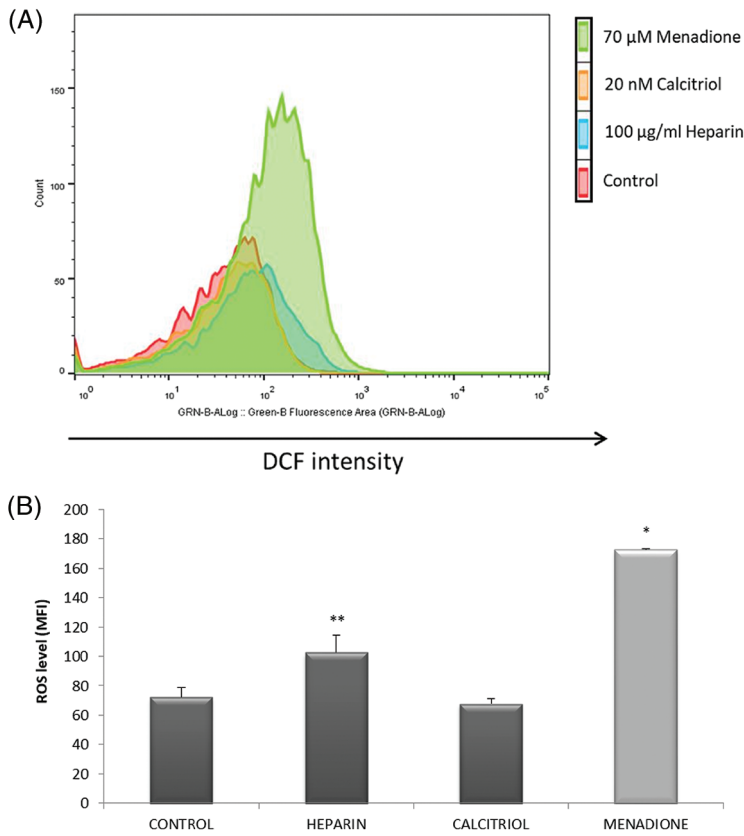 (A)
70 µM Menadione
20 nM Calcitriol
100 µg/ml Heparin
Control
Count
150
100
50
0
10^0 10^1 10^2 10^3 10^4 10^5
GRN-B-ALog :: Green-B Fluorescence Area (GRN-B-ALog)
DCF intensity
(B)
ROS level (MFI)
200
180
160
140
120
100
80
60
40
20
0
** *
CONTROL HEPARIN CALCITRIOL MENADIONE